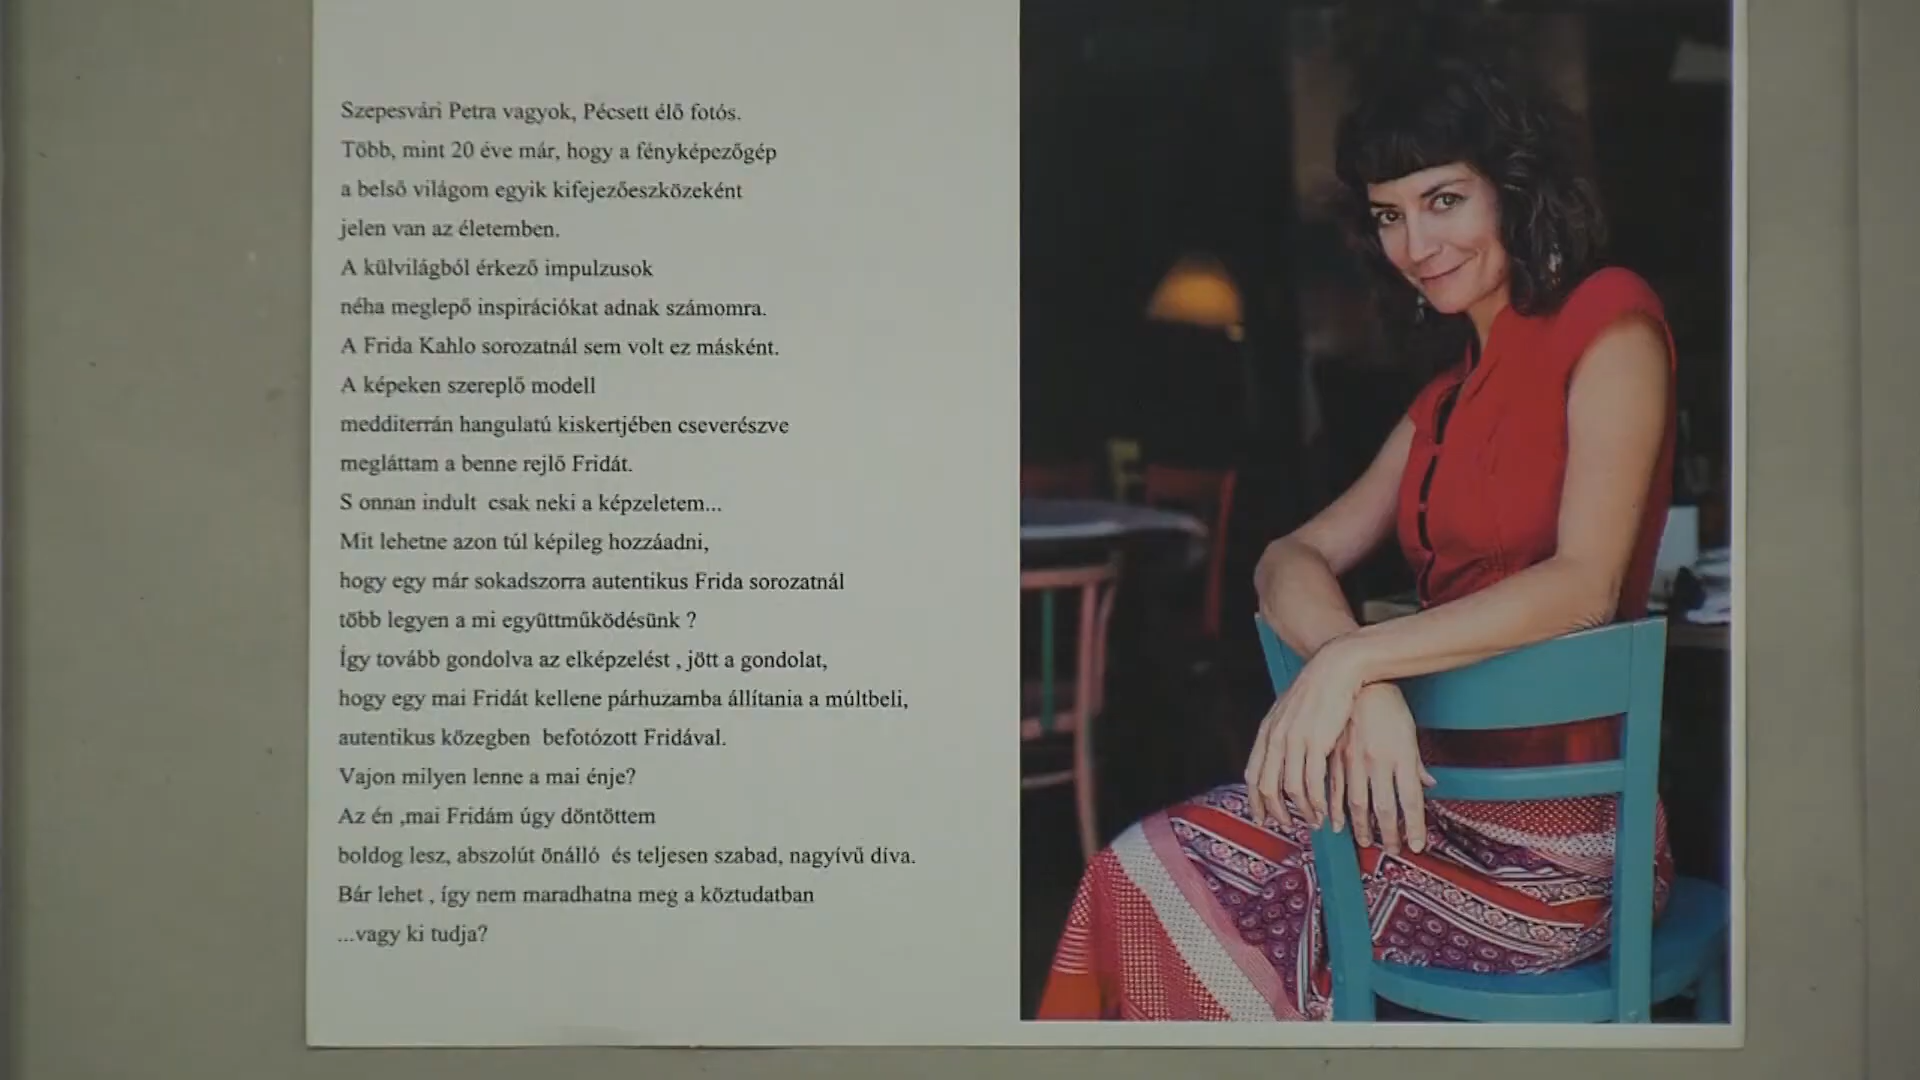 Szepesvári Petra vagyok, Pécsett élő fotós.
Több, mint 20 éve már, hogy a fényképezőgép
a belső világom egyik kifejezőeszközeként
jelen van az életemben.
A külvilágból érkező impulzusok
néha meglepő inspirációkat adnak számomra.
A Frida Kahlo sorozatnál sem volt ez másként.
A képeken szereplő modell
medditerrán hangulatú kiskertjében cseverészve
megláttam a benne rejlő Fridát.
S onnan indult  csak neki a képzeletem...
Mit lehetne azon túl képileg hozzáadni,
hogy egy már sokadszorra autentikus Frida sorozatnál
több legyen a mi együttműködésünk ?
Így tovább gondolva az elképzelést , jött a gondolat,
hogy egy mai Fridát kellene párhuzamba állítania a múltbeli,
autentikus közegben  befotózott Fridával.
Vajon milyen lenne a mai énje?
Az én ,mai Fridám úgy döntöttem
boldog lesz, abszolút önálló  és teljesen szabad, nagyívű díva.
Bár lehet , így nem maradhatna meg a köztudatban
...vagy ki tudja?